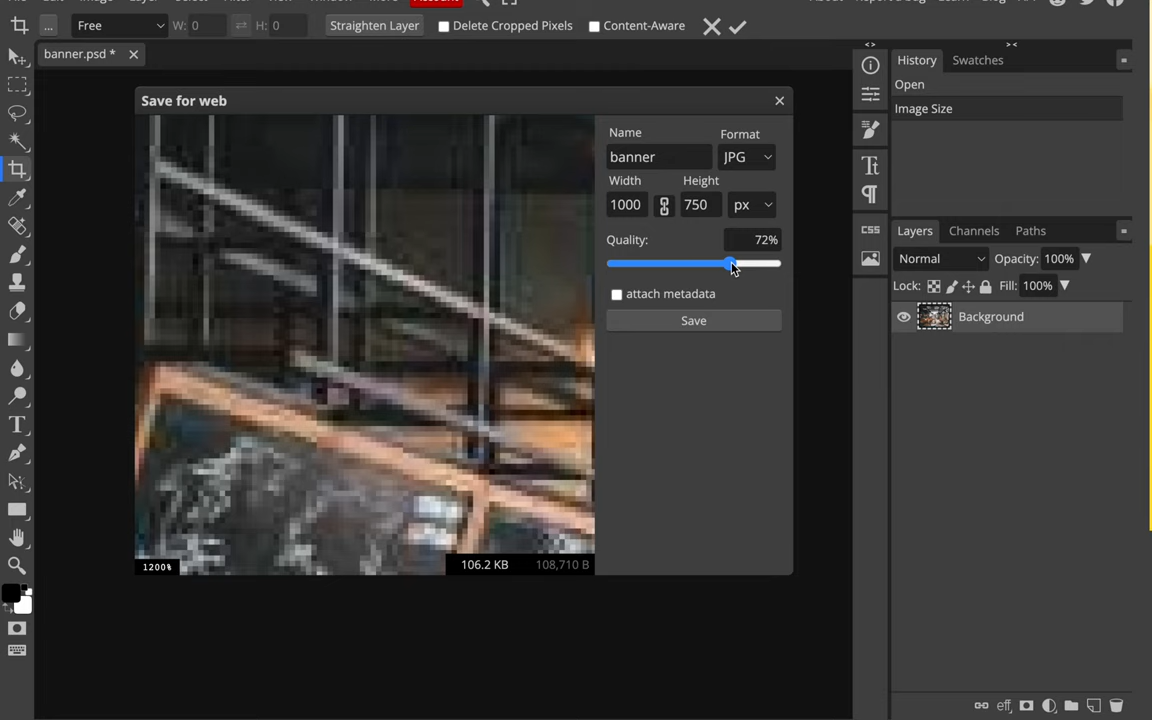 Account
Free
W: 0
H: 0
Straighten Layer
Delete Cropped Pixels
Content-Aware
banner.psd *
History
Swatches
Open
Image Size
Save for web
Name
Format
banner
JPG
Width
Height
1000
750
px
Quality:
72%
attach metadata
Save
1200%
106.2 KB
108,710 B
CSS
Layers
Channels
Paths
Normal
Opacity: 100%
Lock:
Fill: 100%
Background
eff